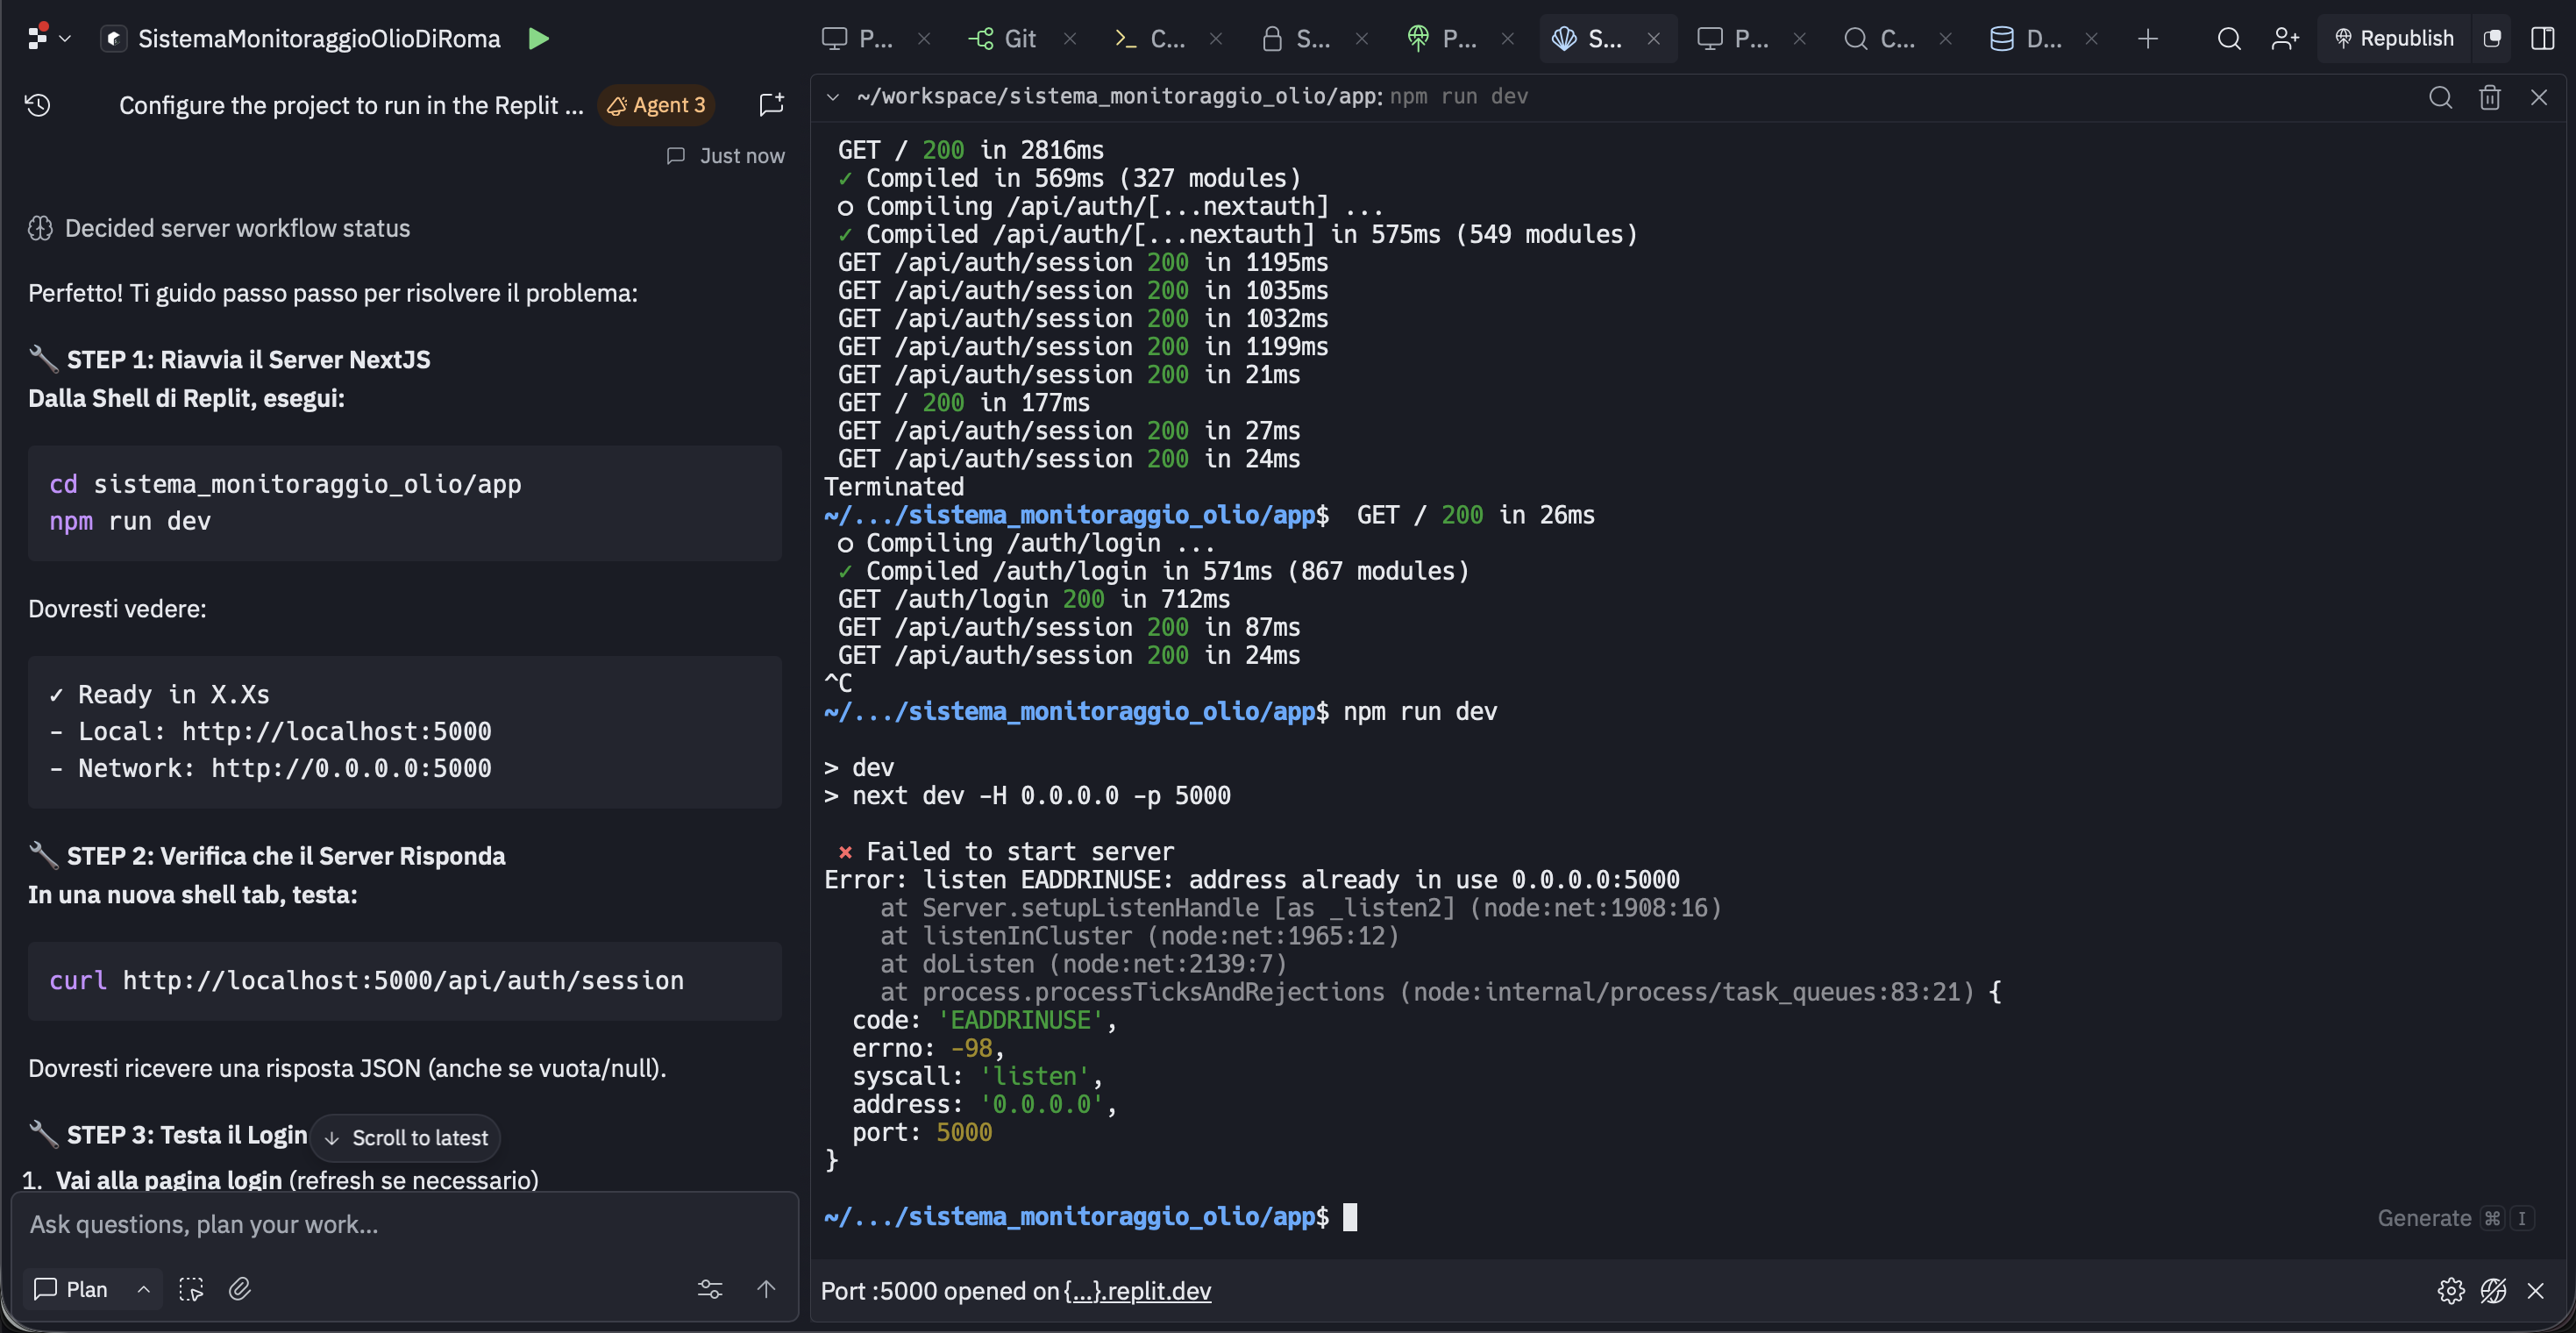 SistemaMonitoraggioOlioDiRoma
P...
Git
C...
S...
P...
S...
P...
C...
D...
Republish
Configure the project to run in the Replit ...
Agent 3
Just now
Decided server workflow status
Perfetto! Ti guido passo passo per risolvere il problema:
STEP 1: Riavvia il Server NextJS
Dalla Shell di Replit, esegui:
cd sistema_monitoraggio_olio/app
npm run dev
Dovresti vedere:
✓ Ready in X.Xs
- Local: http://localhost:5000
- Network: http://0.0.0.0:5000
STEP 2: Verifica che il Server Risponda
In una nuova shell tab, testa:
curl http://localhost:5000/api/auth/session
Dovresti ricevere una risposta JSON (anche se vuota/null).
STEP 3: Testa il Login
Scroll to latest
1. Vai alla pagina login (refresh se necessario)
Ask questions, plan your work...
Plan
~/workspace/sistema_monitoraggio_olio/app: npm run dev
GET / 200 in 2816ms
✓ Compiled in 569ms (327 modules)
○ Compiling /api/auth/[...nextauth] ...
✓ Compiled /api/auth/[...nextauth] in 575ms (549 modules)
GET /api/auth/session 200 in 1195ms
GET /api/auth/session 200 in 1035ms
GET /api/auth/session 200 in 1032ms
GET /api/auth/session 200 in 1199ms
GET /api/auth/session 200 in 21ms
GET / 200 in 177ms
GET /api/auth/session 200 in 27ms
GET /api/auth/session 200 in 24ms
Terminated
~/.../sistema_monitoraggio_olio/app$  GET / 200 in 26ms
○ Compiling /auth/login ...
✓ Compiled /auth/login in 571ms (867 modules)
GET /auth/login 200 in 712ms
GET /api/auth/session 200 in 87ms
GET /api/auth/session 200 in 24ms
^C
~/.../sistema_monitoraggio_olio/app$ npm run dev
> dev
> next dev -H 0.0.0.0 -p 5000
⨯ Failed to start server
Error: listen EADDRINUSE: address already in use 0.0.0.0:5000
at Server.setupListenHandle [as _listen2] (node:net:1908:16)
at listenInCluster (node:net:1965:12)
at doListen (node:net:2139:7)
at process.processTicksAndRejections (node:internal/process/task_queues:83:21) {
code: 'EADDRINUSE',
errno: -98,
syscall: 'listen',
address: '0.0.0.0',
port: 5000
}
~/.../sistema_monitoraggio_olio/app$
Generate ⌘ I
Port :5000 opened on {...}.replit.dev